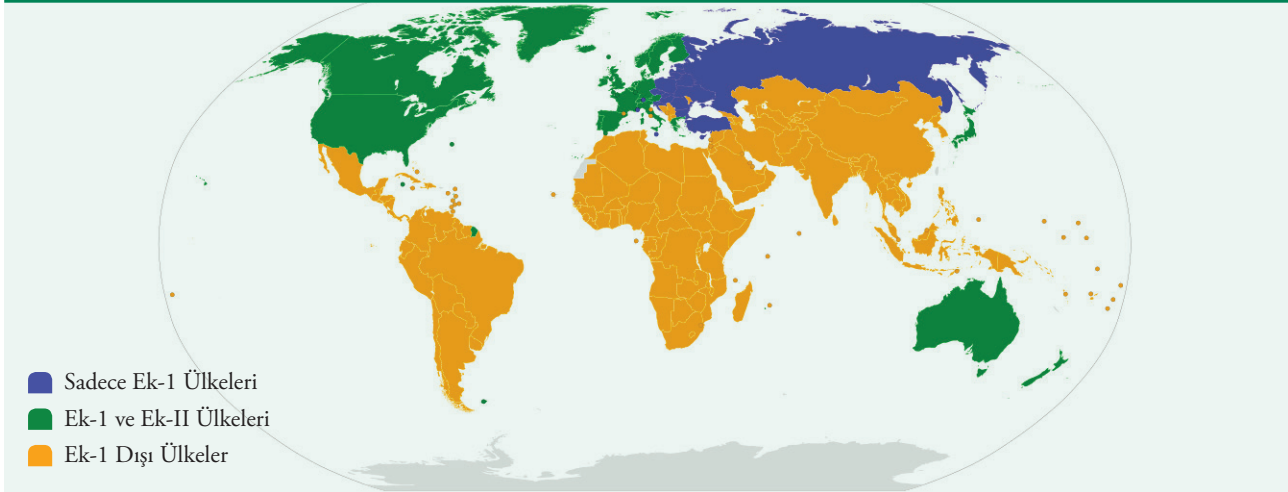 Sadece Ek-1 Ülkeleri
Ek-1 ve Ek-II Ülkeleri
Ek-1 Dışı Ülkeler